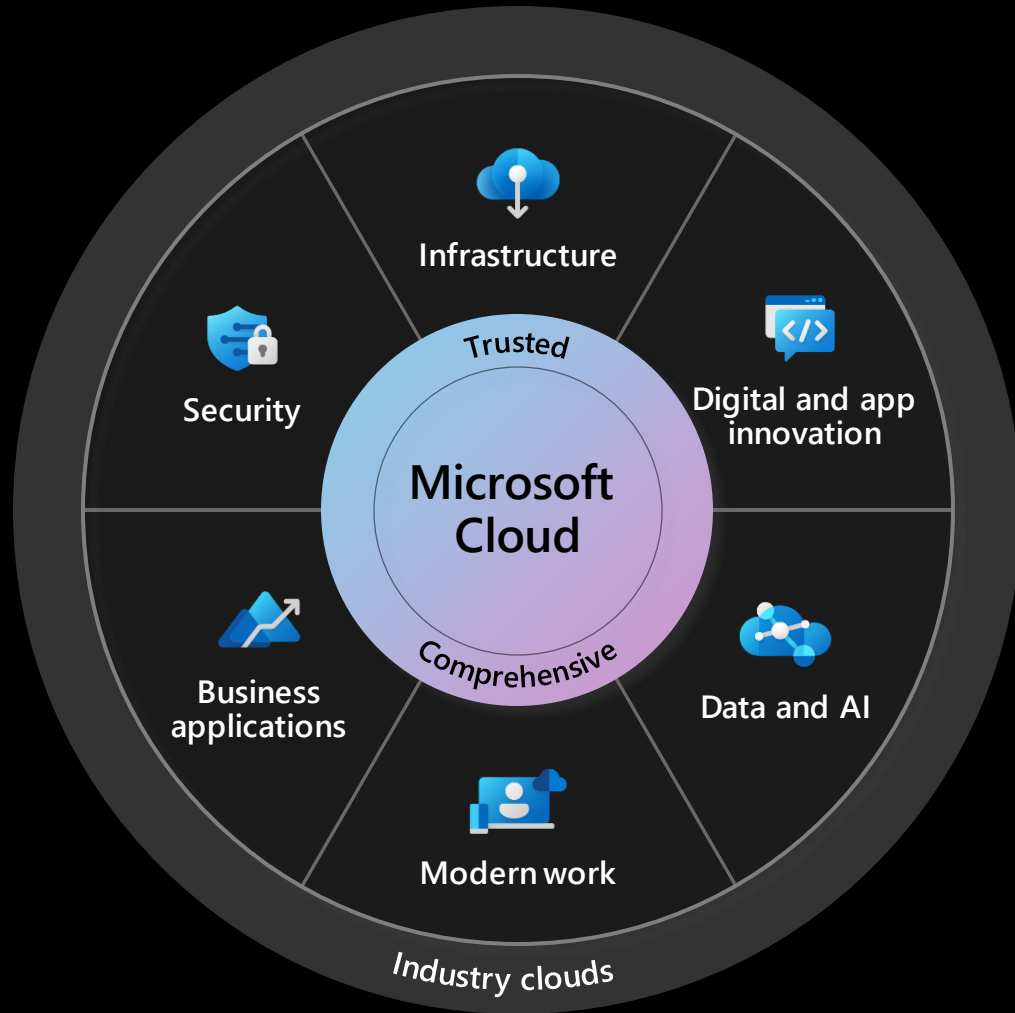 Infrastructure
Digital and app
innovation
Data and AI
Modern work
Business
applications
Security
Trusted
Microsoft
Cloud
Comprehensive
Industry clouds